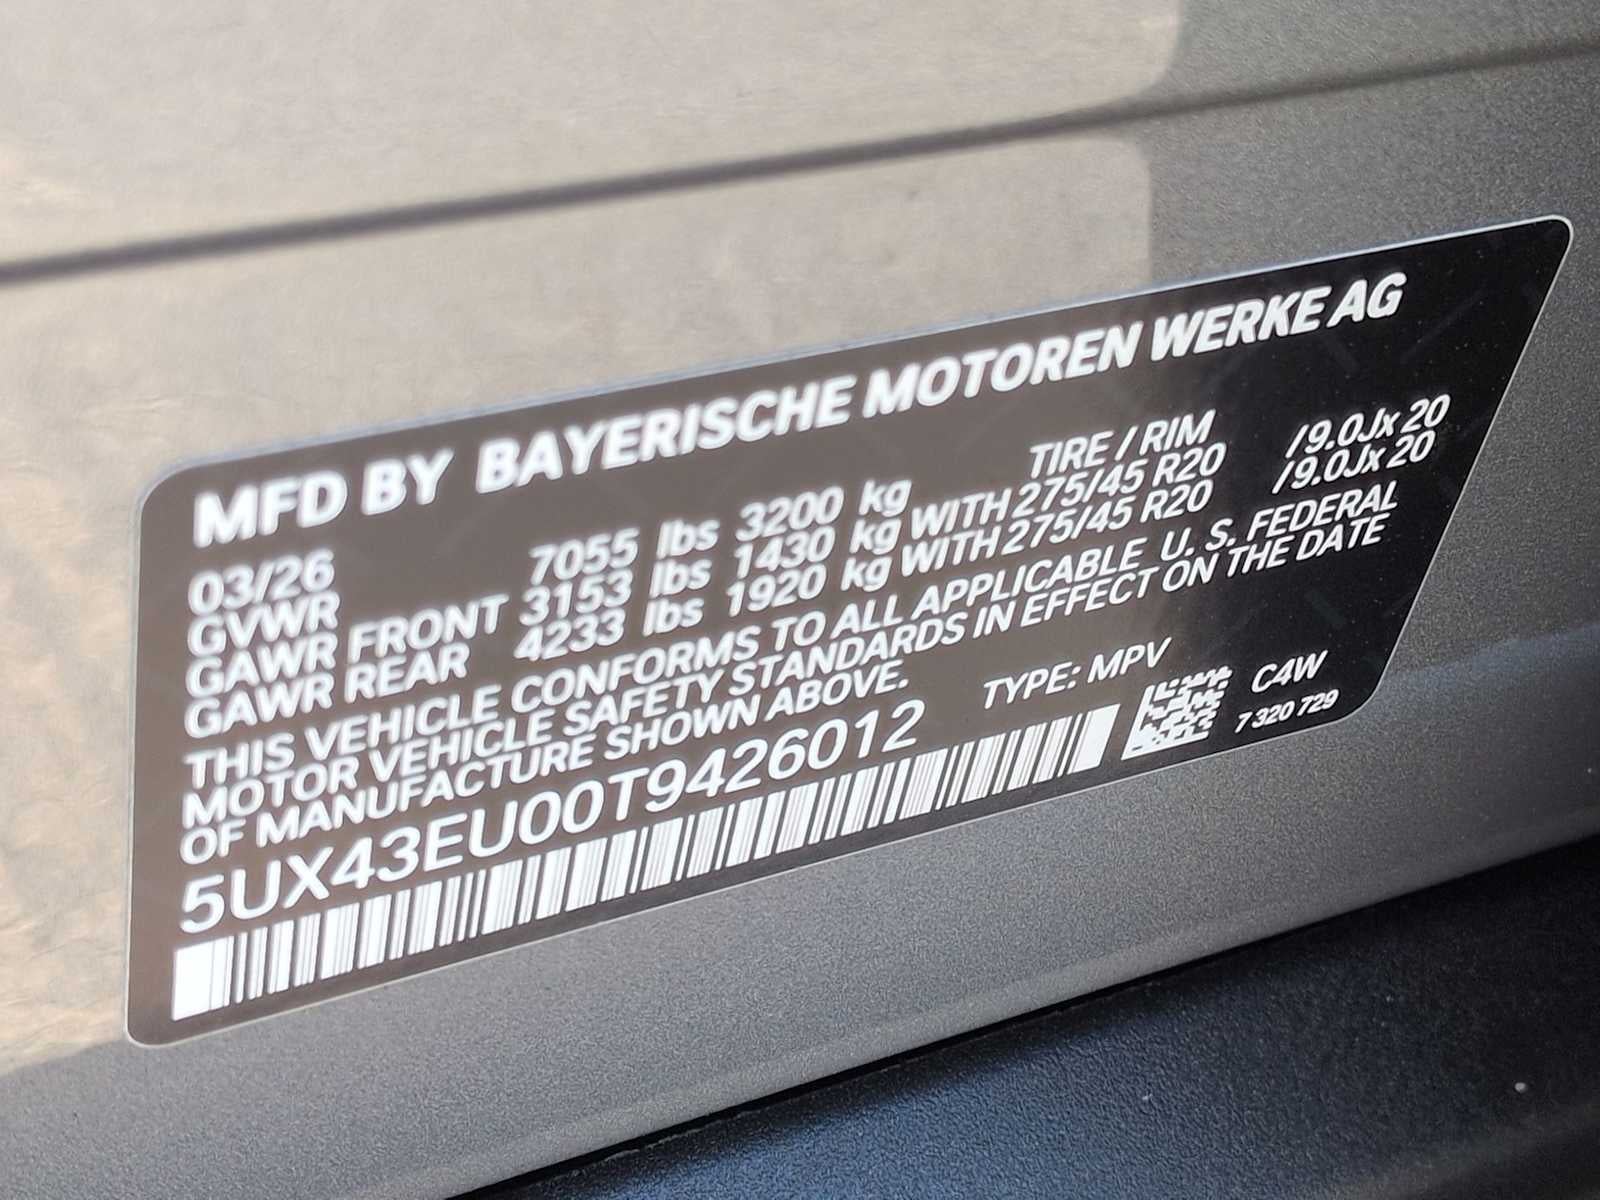 MFD BY BAYERISCHE MOTOREN WERKE AG
03/26 TIRE / RIM
GVWR 7055 lbs 3200 kg
GAWR FRONT 3153 lbs 1430 kg WITH 275/45 R20 /9.0Jx 20
GAWR REAR 4233 lbs 1920 kg WITH 275/45 R20 /9.0Jx 20
THIS VEHICLE CONFORMS TO ALL APPLICABLE U. S. FEDERAL
MOTOR VEHICLE SAFETY STANDARDS IN EFFECT ON THE DATE
OF MANUFACTURE SHOWN ABOVE.
5UX43EU00T9426012 TYPE: MPV C4W
7 320 729